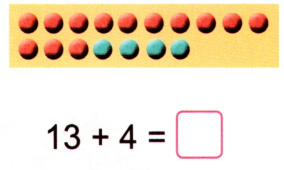 13 + 4 =